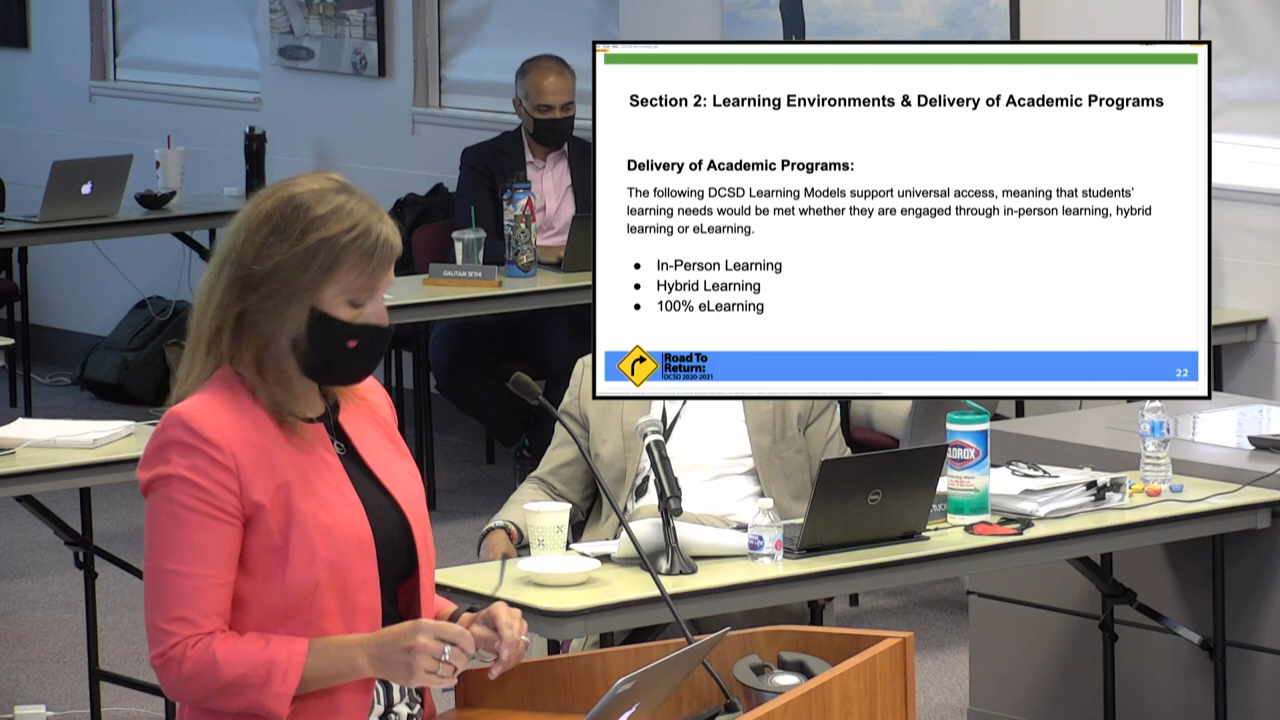 Section 2: Learning Environments & Delivery of Academic Programs
Delivery of Academic Programs:
The following DCSD Learning Models support universal access, meaning that students'
learning needs would be met whether they are engaged through in-person learning, hybrid
learning or eLearning.
● In-Person Learning
● Hybrid Learning
● 100% eLearning
Road To
Return:
DCSD 2020-2021
22
GAUTAM SETHI
CLOROX
DELL